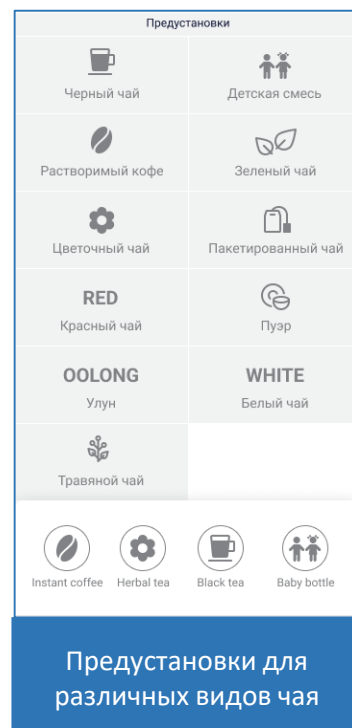 Предустановки
Черный чай
Детская смесь
Растворимый кофе
Зеленый чай
Цветочный чай
Пакетированный чай
RED
Красный чай
Пуэр
OOLONG
Улун
WHITE
Белый чай
Травяной чай
Instant coffee
Herbal tea
Black tea
Baby bottle
Предустановки для
различных видов чая